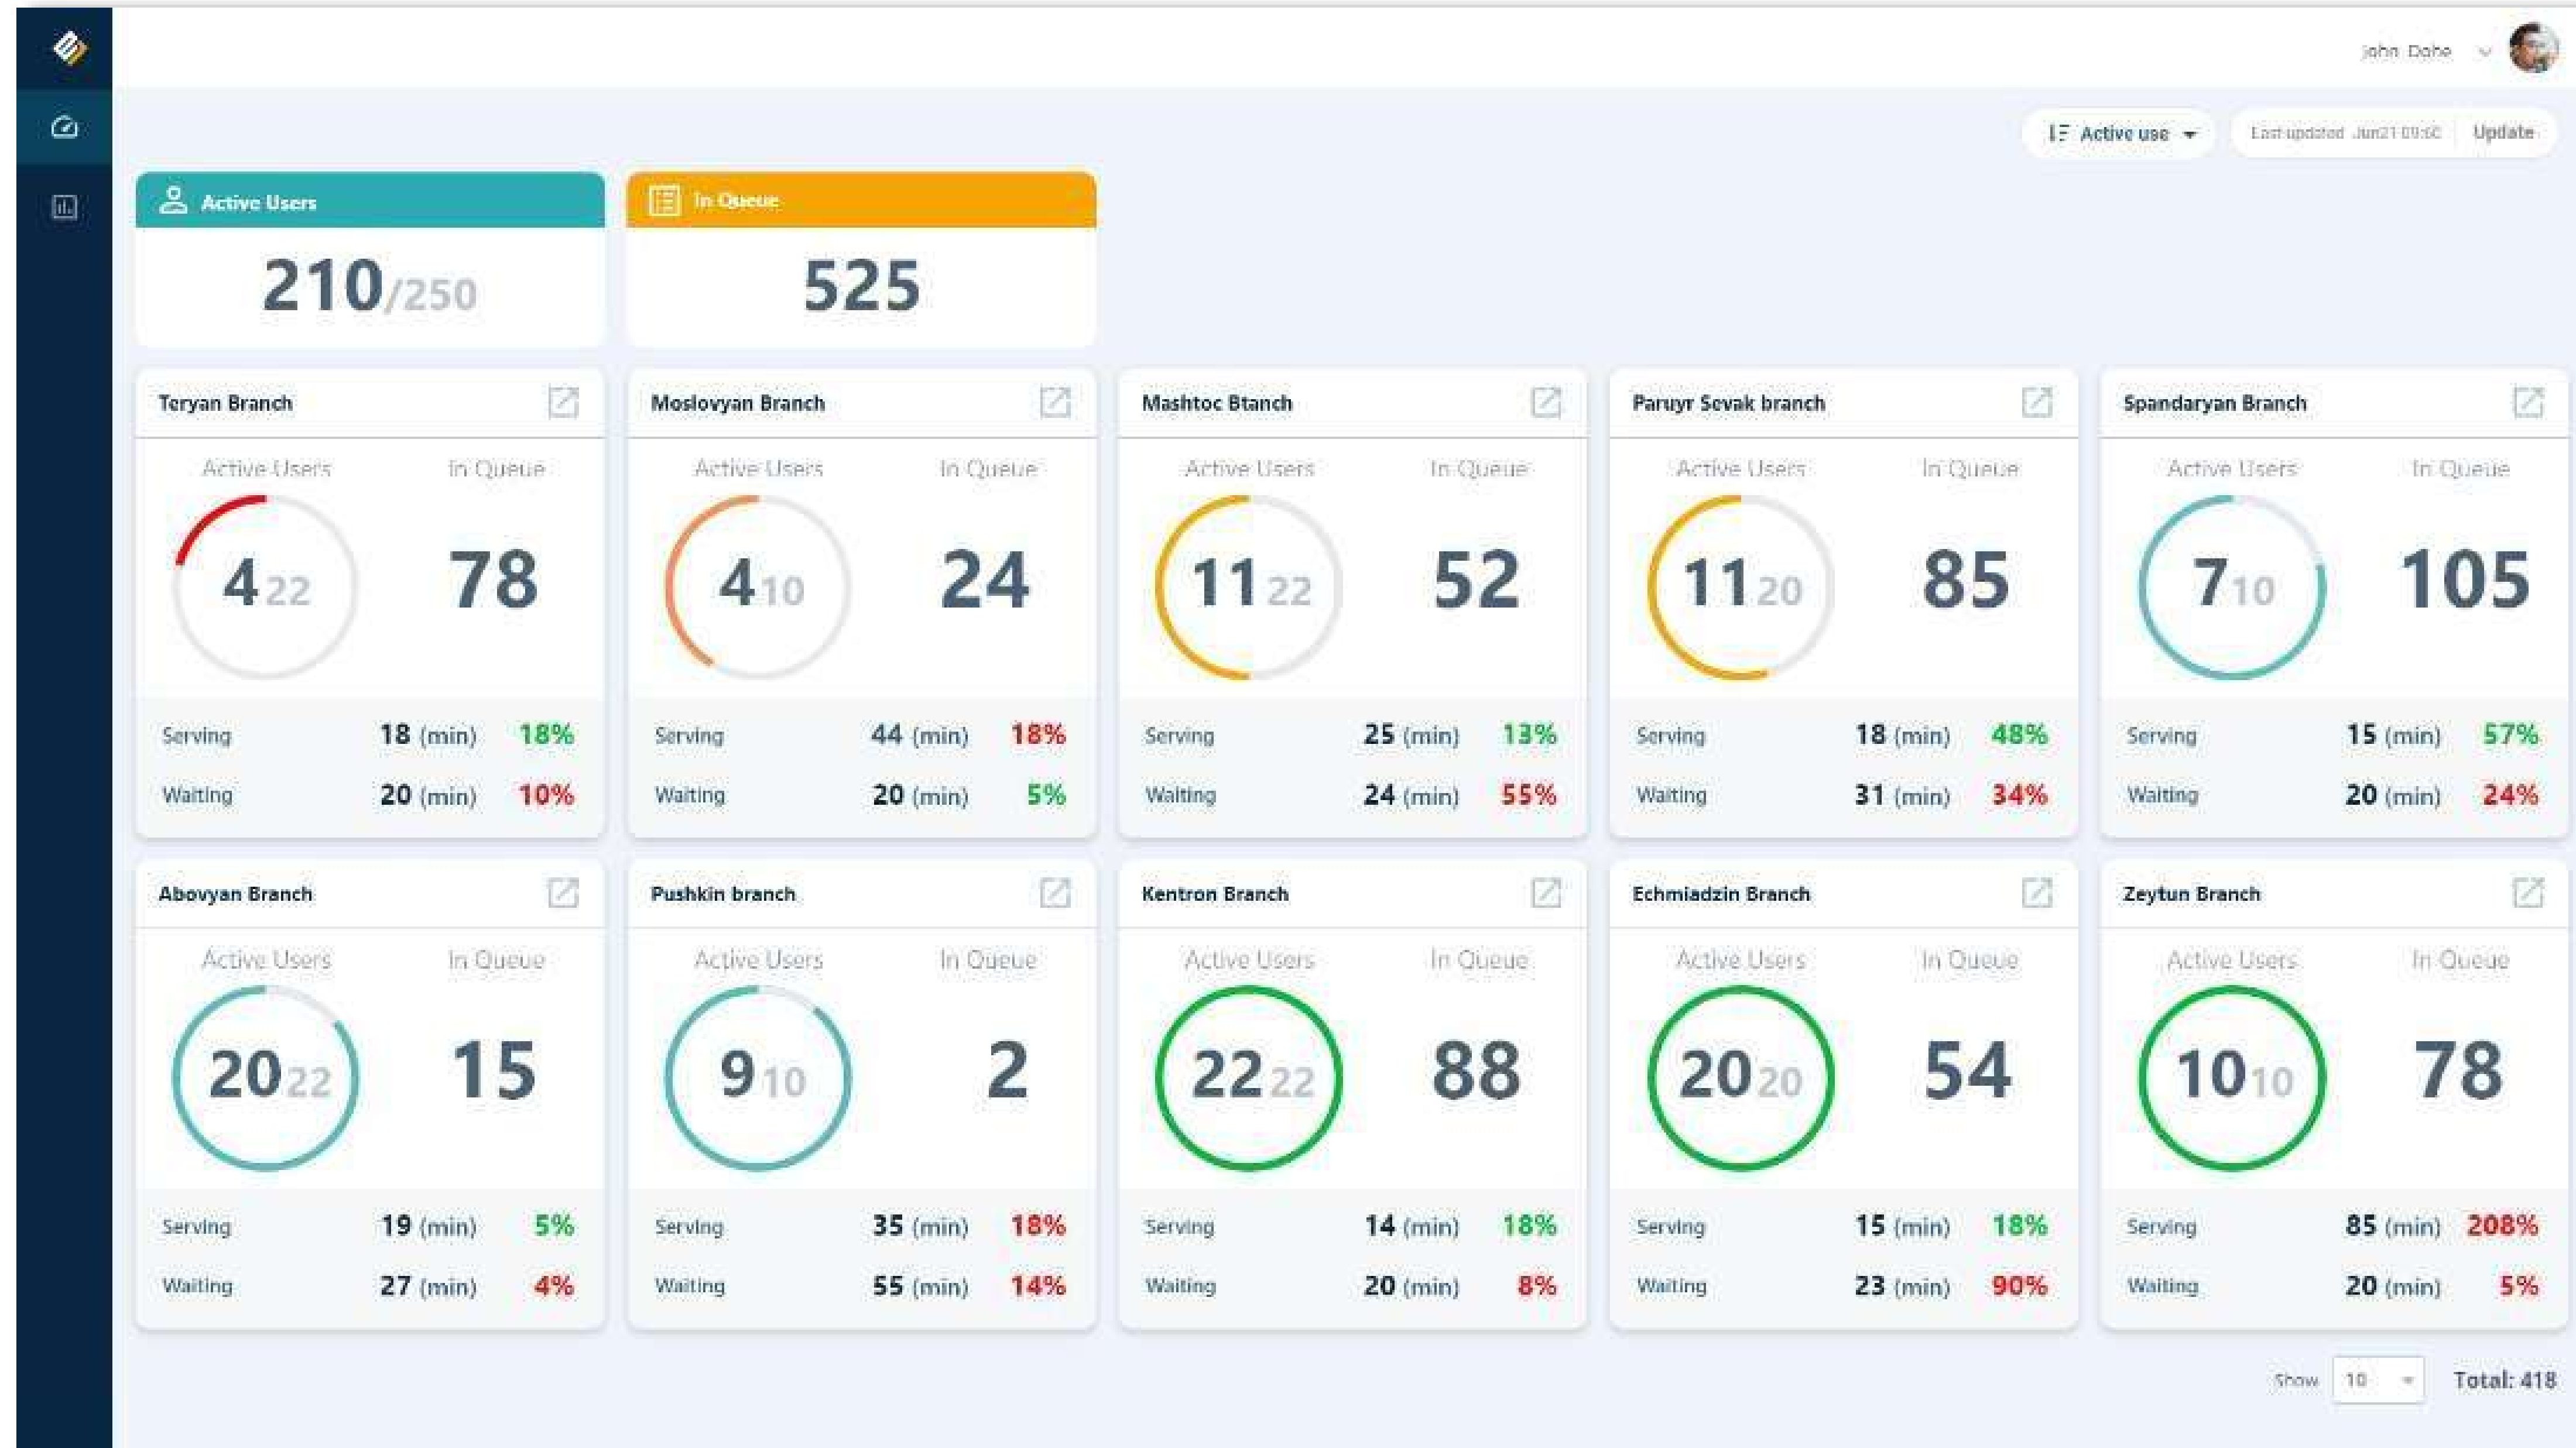 John Dahe
Active use
Last updated Jun21 09:60 Update
Active Users
In Queue
210/250
525
Teryan Branch
Active Users In Queue
4 22 78
Serving 18 (min) 18%
Waiting 20 (min) 10%
Moslovyan Branch
Active Users In Queue
4 10 24
Serving 44 (min) 18%
Waiting 20 (min) 5%
Mashtoc Btanch
Active Users In Queue
11 22 52
Serving 25 (min) 13%
Waiting 24 (min) 55%
Paruyr Sevak branch
Active Users In Queue
11 20 85
Serving 18 (min) 48%
Waiting 31 (min) 34%
Spandaryan Branch
Active Users In Queue
7 10 105
Serving 15 (min) 57%
Waiting 20 (min) 24%
Abovyan Branch
Active Users In Queue
20 22 15
Serving 19 (min) 5%
Waiting 27 (min) 4%
Pushkin branch
Active Users In Queue
9 10 2
Serving 35 (min) 18%
Waiting 55 (min) 14%
Kentron Branch
Active Users In Queue
22 22 88
Serving 14 (min) 18%
Waiting 20 (min) 8%
Echmiadzin Branch
Active Users In Queue
20 20 54
Serving 15 (min) 18%
Waiting 23 (min) 90%
Zeytun Branch
Active Users In Queue
10 10 78
Serving 85 (min) 208%
Waiting 20 (min) 5%
Show 10 Total: 418